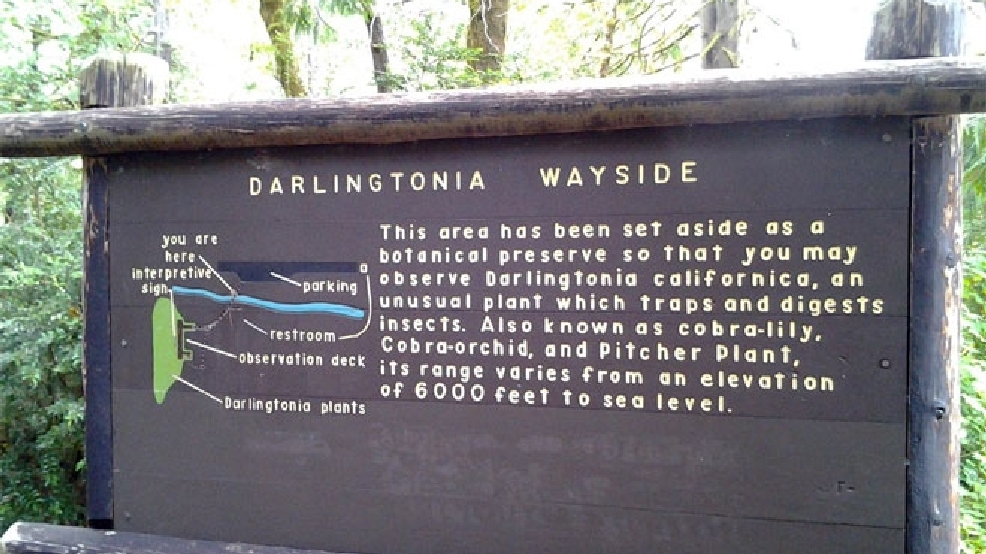 DARLINGTONIA WAYSIDE
you are
here
interpretive
sign
parking
restroom
observation deck
Darlingtonia plants
This area has been set aside as a
botanical preserve so that you may
observe Darlingtonia californica, an
unusual plant which traps and digests
insects. Also known as cobra-lily,
Cobra-orchid, and Pitcher Plant,
its range varies from an elevation
of 6000 feet to sea level.